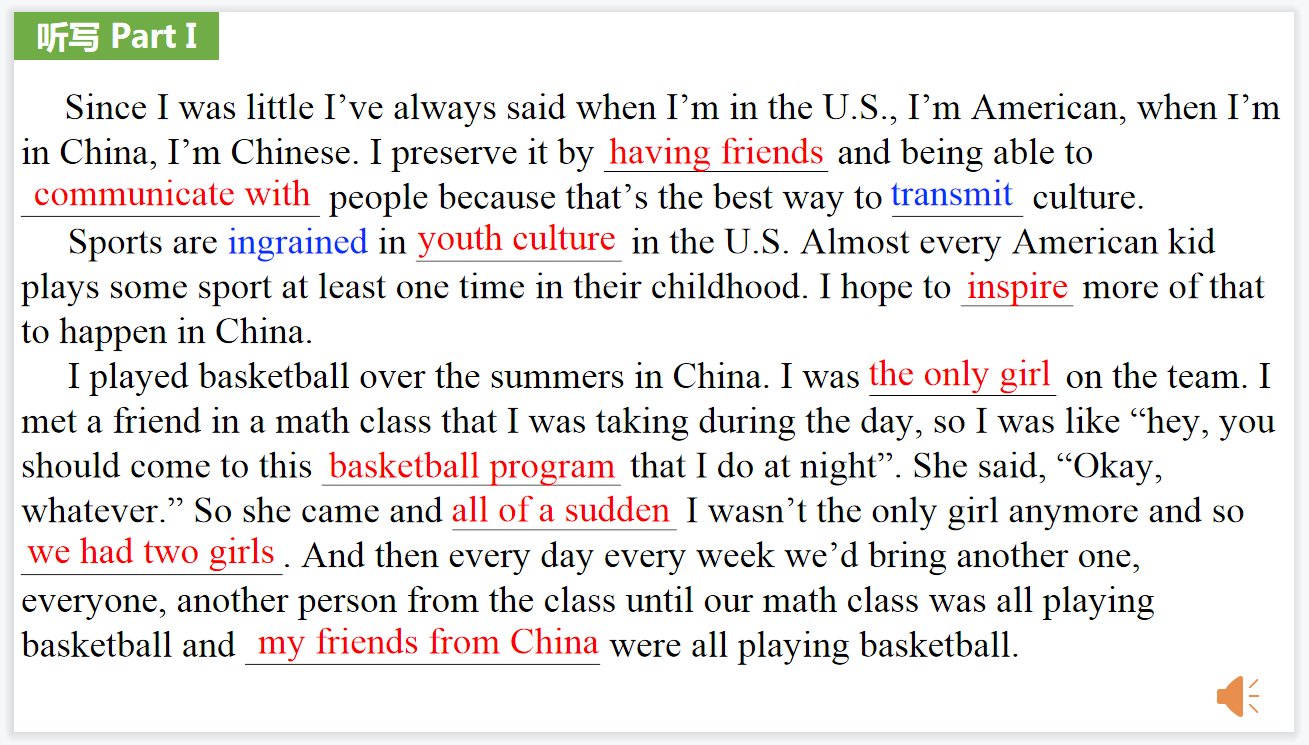 听写 Part I
Since I was little I’ve always said when I’m in the U.S., I’m American, when I’m
in China, I’m Chinese. I preserve it by having friends and being able to
communicate with people because that’s the best way to transmit culture.
Sports are ingrained in youth culture in the U.S. Almost every American kid
plays some sport at least one time in their childhood. I hope to inspire more of that
to happen in China.
I played basketball over the summers in China. I was the only girl on the team. I
met a friend in a math class that I was taking during the day, so I was like “hey, you
should come to this basketball program that I do at night”. She said, “Okay,
whatever.” So she came and all of a sudden I wasn’t the only girl anymore and so
we had two girls. And then every day every week we’d bring another one,
everyone, another person from the class until our math class was all playing
basketball and my friends from China were all playing basketball.